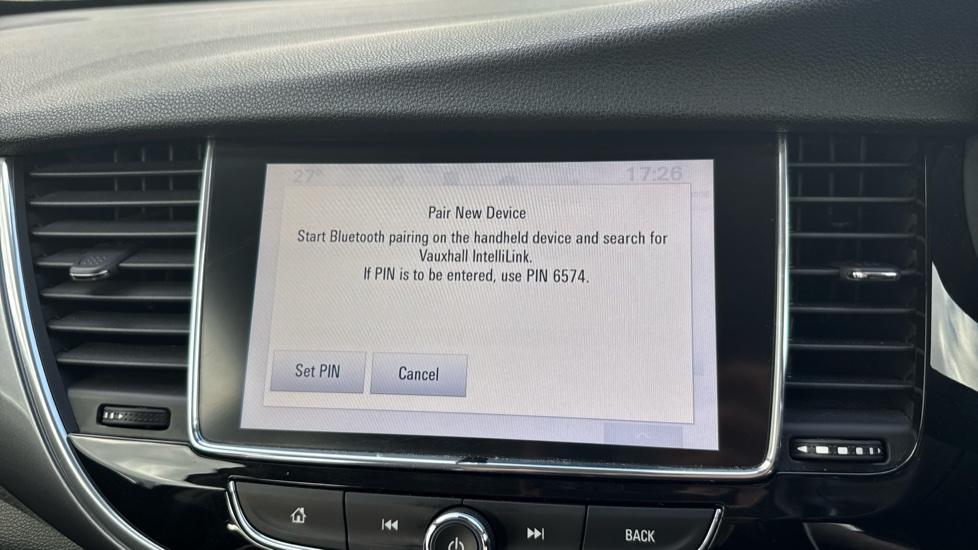 27°
17:26
Pair New Device
Start Bluetooth pairing on the handheld device and search for
Vauxhall IntelliLink.
If PIN is to be entered, use PIN 6574.
Set PIN
Cancel
BACK